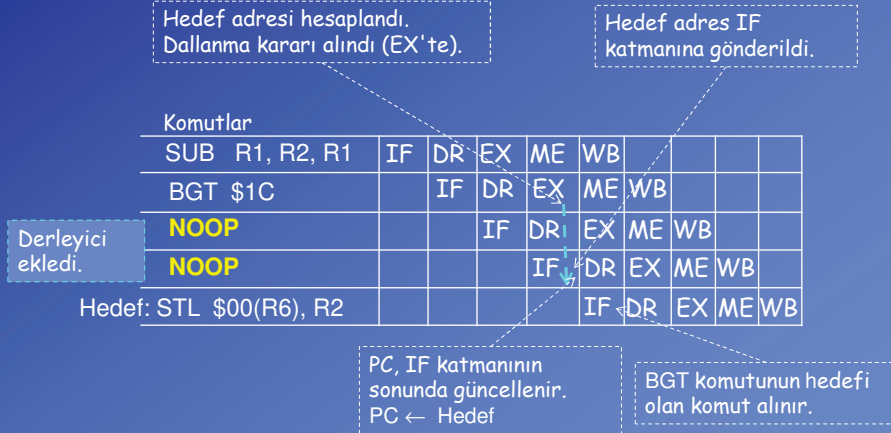 Hedef adresi hesaplandı.
Dallanma kararı alındı (EX'te).
Hedef adres IF
katmanına gönderildi.
Komutlar
SUB R1, R2, R1 IF DR EX ME WB
BGT $1C IF DR EX ME WB
NOOP IF DR EX ME WB
Derleyici
ekledi.
NOOP IF DR EX ME WB
Hedef: STL $00(R6), R2 IF DR EX ME WB
PC, IF katmanının
sonunda güncellenir.
PC ← Hedef
BGT komutunun hedefi
olan komut alınır.